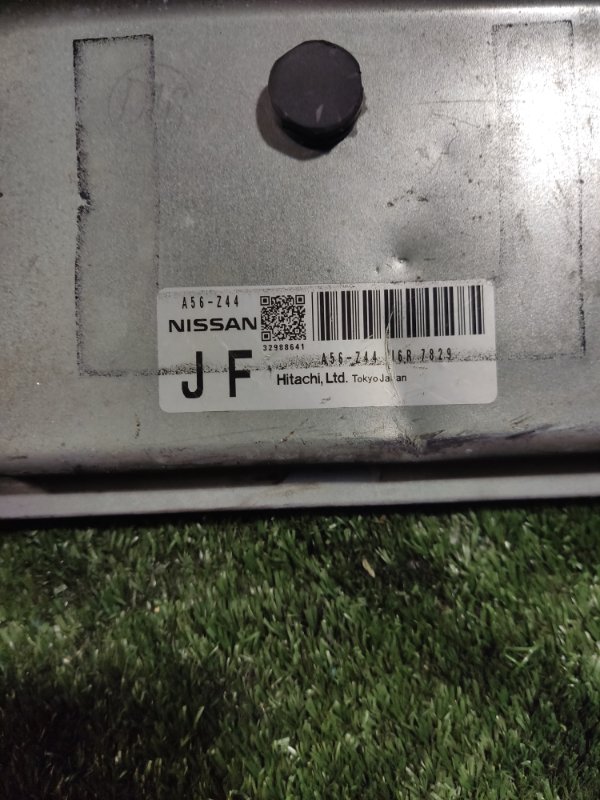 A56-Z44
NISSAN
32988641
A56-Z44 16R 7829
JF
Hitachi, Ltd. Tokyo Japan